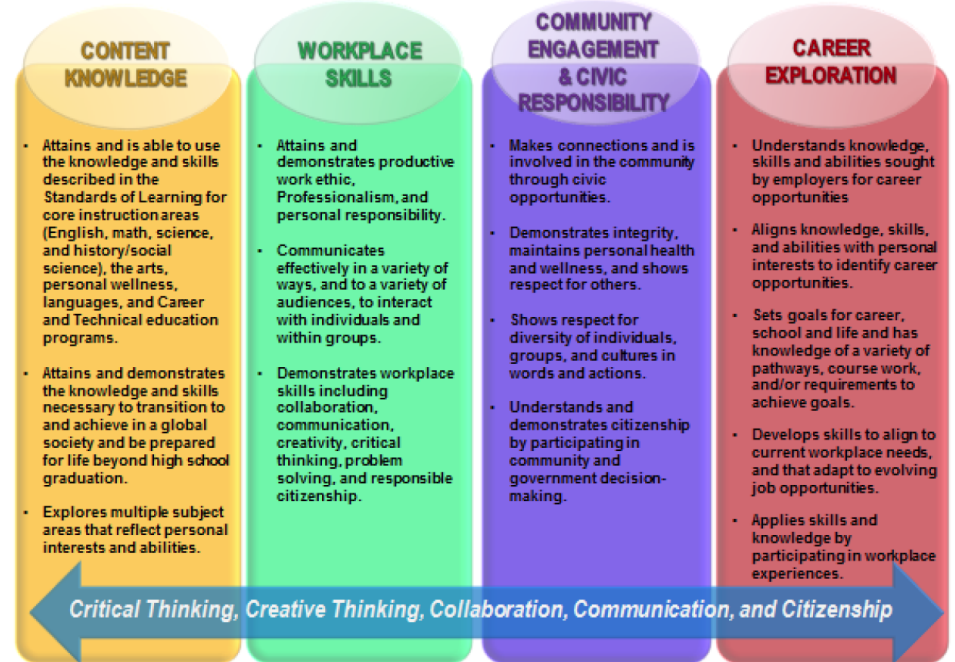 CONTENT
KNOWLEDGE
• Attains and is able to use
the knowledge and skills
described in the
Standards of Learning for
core instruction areas
(English, math, science,
and history/social
science), the arts,
personal wellness,
languages, and Career
and Technical education
programs.
• Attains and demonstrates
the knowledge and skills
necessary to transition to
and achieve in a global
society and be prepared
for life beyond high school
graduation.
• Explores multiple subject
areas that reflect personal
interests and abilities.
WORKPLACE
SKILLS
• Attains and
demonstrates productive
work ethic,
Professionalism, and
personal responsibility.
• Communicates
effectively in a variety of
ways, and to a variety of
audiences, to interact
with individuals and
within groups.
• Demonstrates workplace
skills including
collaboration,
communication,
creativity, critical
thinking, problem
solving, and responsible
citizenship.
COMMUNITY
ENGAGEMENT
& CIVIC
RESPONSIBILITY
• Makes connections and is
involved in the community
through civic
opportunities.
• Demonstrates integrity,
maintains personal health
and wellness, and shows
respect for others.
• Shows respect for
diversity of individuals,
groups, and cultures in
words and actions.
• Understands and
demonstrates citizenship
by participating in
community and
government decision-
making.
CAREER
EXPLORATION
• Understands knowledge,
skills and abilities sought
by employers for career
opportunities
• Aligns knowledge, skills,
and abilities with personal
interests to identify career
opportunities.
• Sets goals for career,
school and life and has
knowledge of a variety of
pathways, course work,
and/or requirements to
achieve goals.
• Develops skills to align to
current workplace needs,
and that adapt to evolving
job opportunities.
• Applies skills and
knowledge by
participating in workplace
experiences.
Critical Thinking, Creative Thinking, Collaboration, Communication, and Citizenship